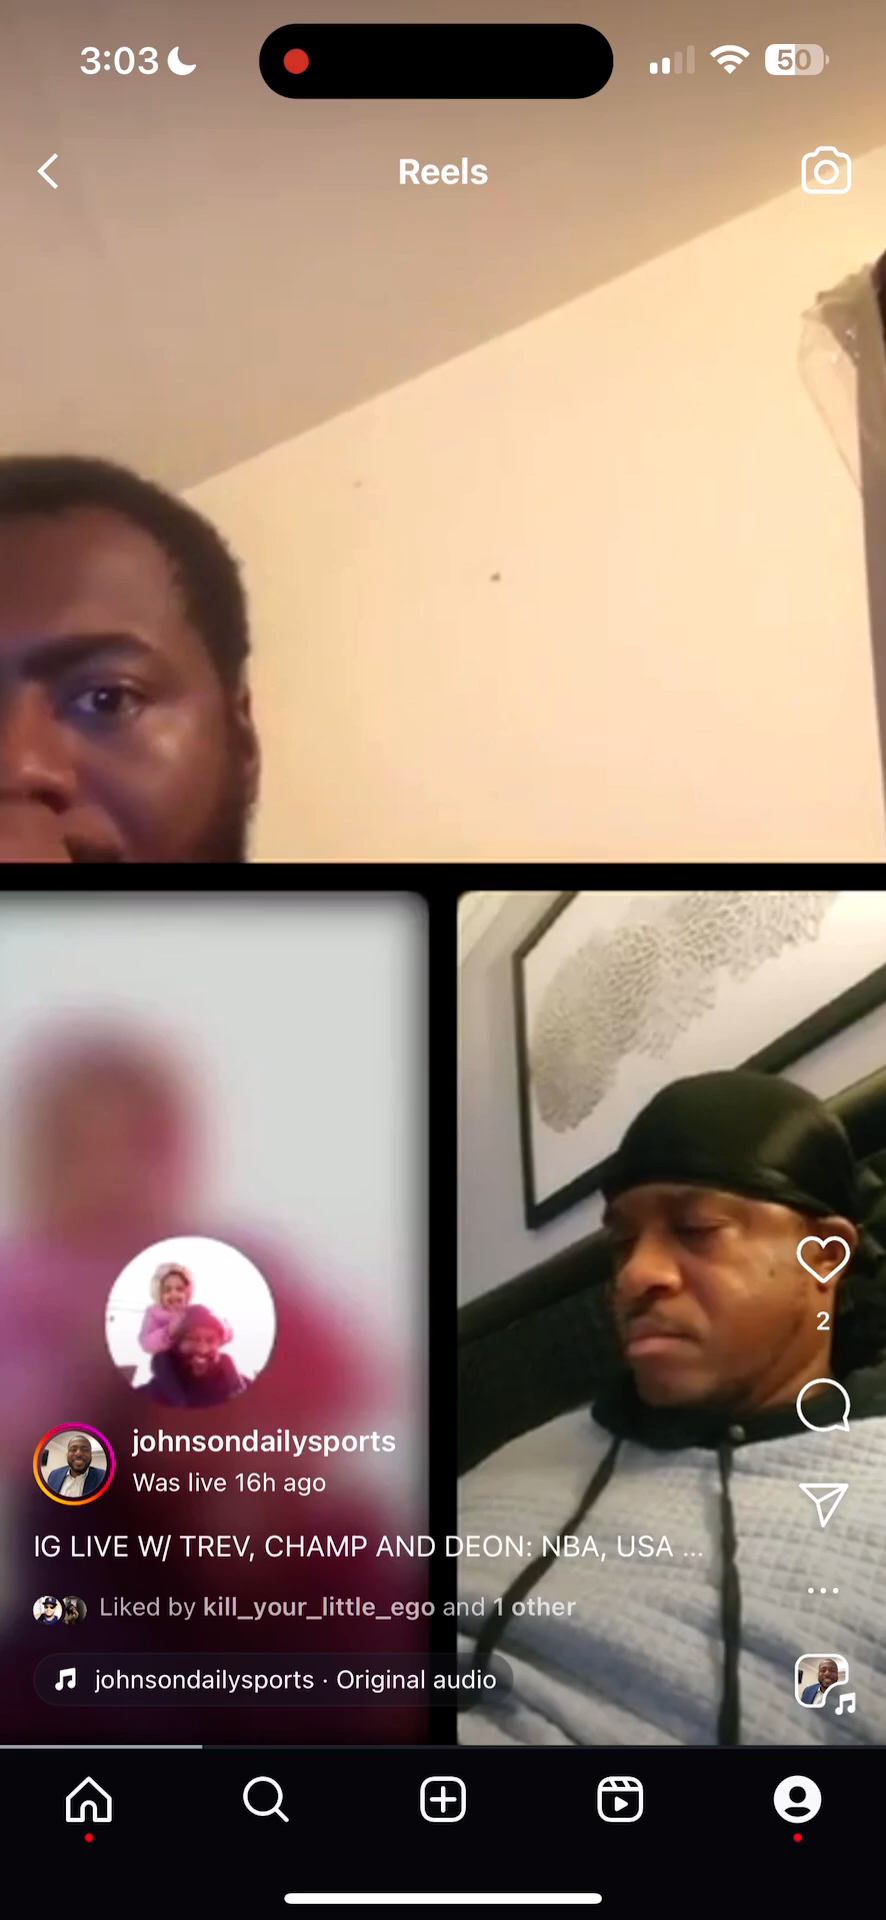 3:03
50
Reels
2
johnsondailysports
Was live 16h ago
IG LIVE W/ TREV, CHAMP AND DEON: NBA, USA ...
Liked by kill_your_little_ego and 1 other
johnsondailysports · Original audio